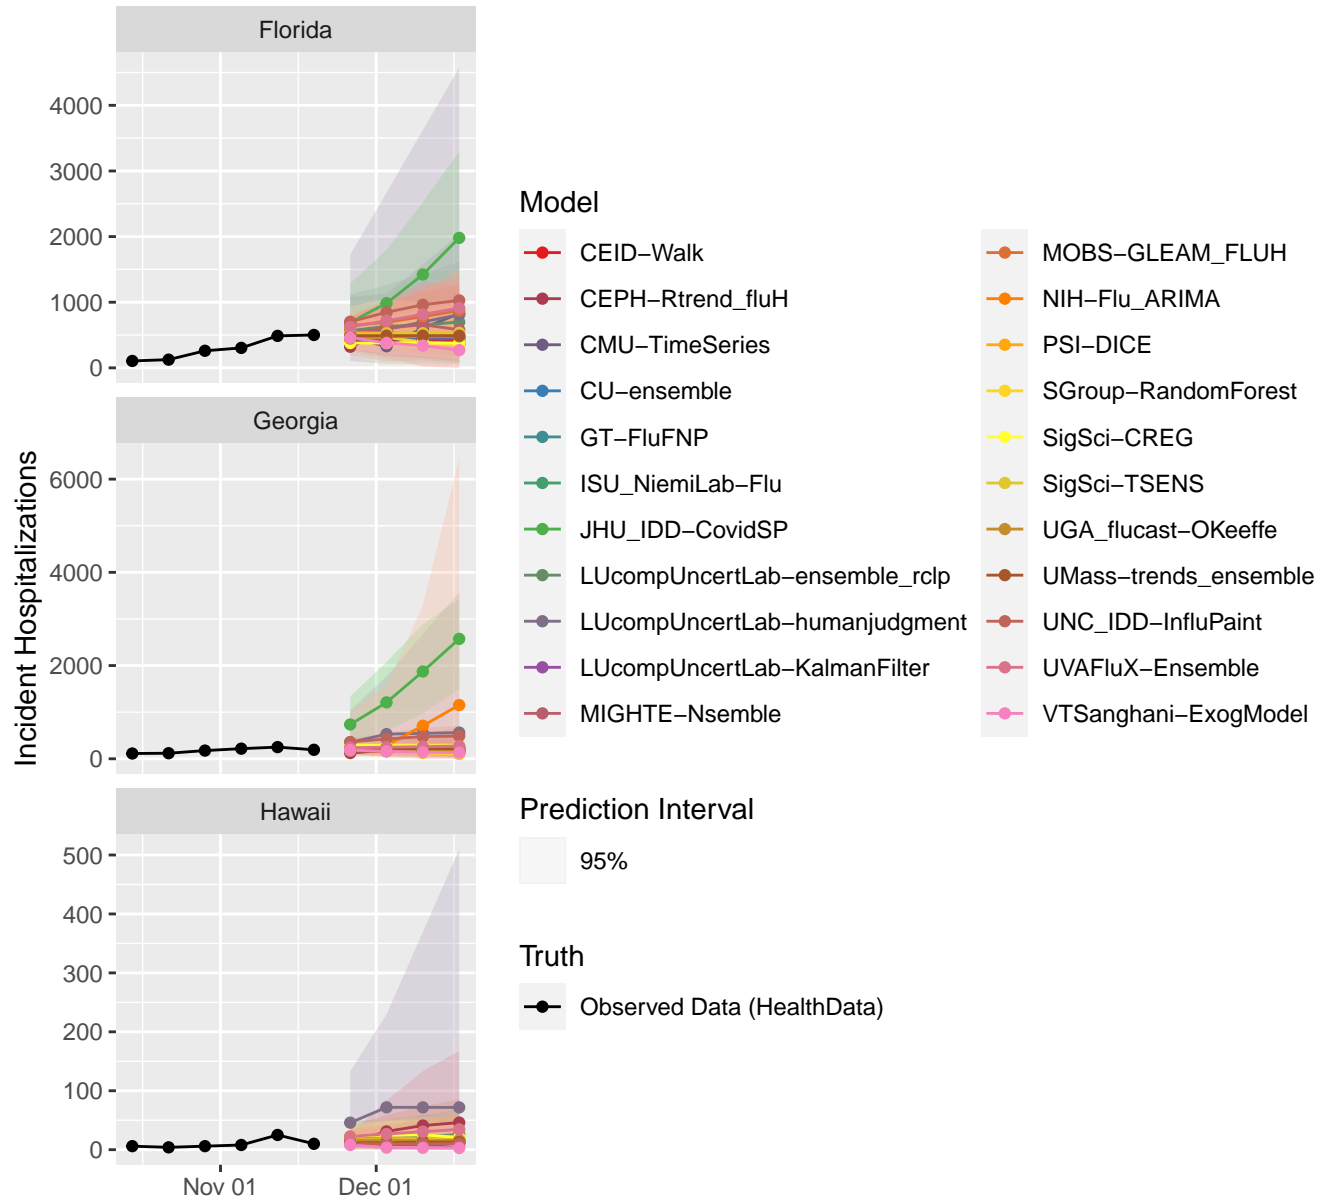 Florida
4000
3000
2000
1000
0
Georgia
6000
4000
2000
0
Hawaii
500
400
300
200
100
0
Nov 01
Dec 01
Incident Hospitalizations
Model
CEID−Walk
CEPH−Rtrend_fluH
CMU−TimeSeries
CU−ensemble
GT−FluFNP
ISU_NiemiLab−Flu
JHU_IDD−CovidSP
LUcompUncertLab−ensemble_rclp
LUcompUncertLab−humanjudgment
LUcompUncertLab−KalmanFilter
MIGHTE−Nsemble
MOBS−GLEAM_FLUH
NIH−Flu_ARIMA
PSI−DICE
SGroup−RandomForest
SigSci−CREG
SigSci−TSENS
UGA_flucast−OKeeffe
UMass−trends_ensemble
UNC_IDD−InfluPaint
UVAFluX−Ensemble
VTSanghani−ExogModel
Prediction Interval
95%
Truth
Observed Data (HealthData)